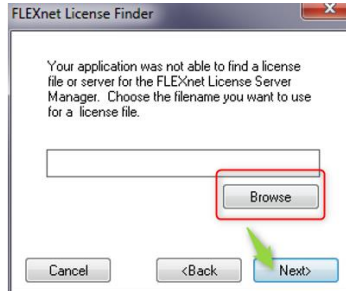 FLEXnet License Finder
Your application was not able to find a license
file or server for the FLEXnet License Server
Manager. Choose the filename you want to use
for a license file.
Browse
Cancel
<Back
Next>